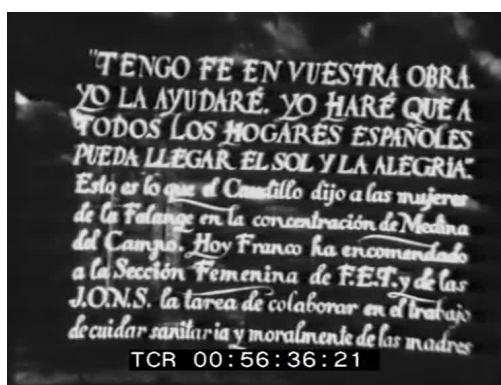 "TENGO FE EN VUESTRA OBRA.
YO LA AYUDARÉ. YO HARÉ QUE A
TODOS LOS HOGARES ESPAÑOLES
PUEDA LLEGAR EL SOL Y LA ALEGRIA".
Esto es lo que el Caudillo dijo a las mujeres
de la Falange en la concentración de Medina
del Campo. Hoy Franco ha encomendado
a la Sección Femenina de F.E.T. y de las
J.O.N.S. la tarea de colaborar en el trabajo
de cuidar sanitaria y moralmente de las madres
TCR 00:56:36:21